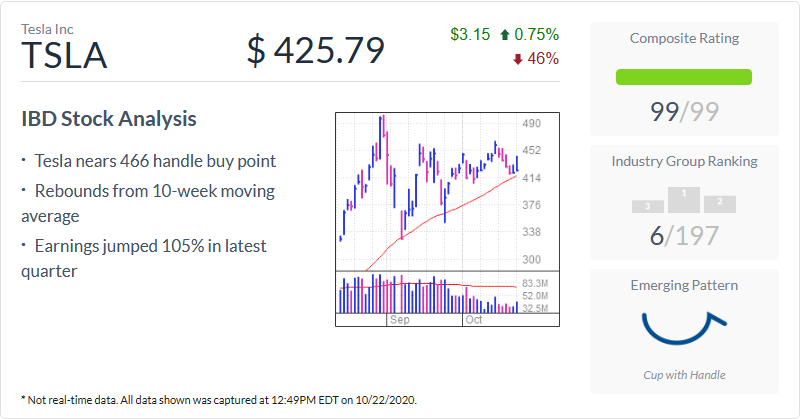 Tesla Inc
TSLA
$ 425.79
$3.15 0.75%
46%
IBD Stock Analysis
· Tesla nears 466 handle buy point
· Rebounds from 10-week moving
average
· Earnings jumped 105% in latest
quarter
490
452
414
376
338
300
83.3M
52.0M
32.5M
Sep
Oct
Composite Rating
99/99
Industry Group Ranking
3
1
2
6/197
Emerging Pattern
Cup with Handle
* Not real-time data. All data shown was captured at 12:49PM EDT on 10/22/2020.